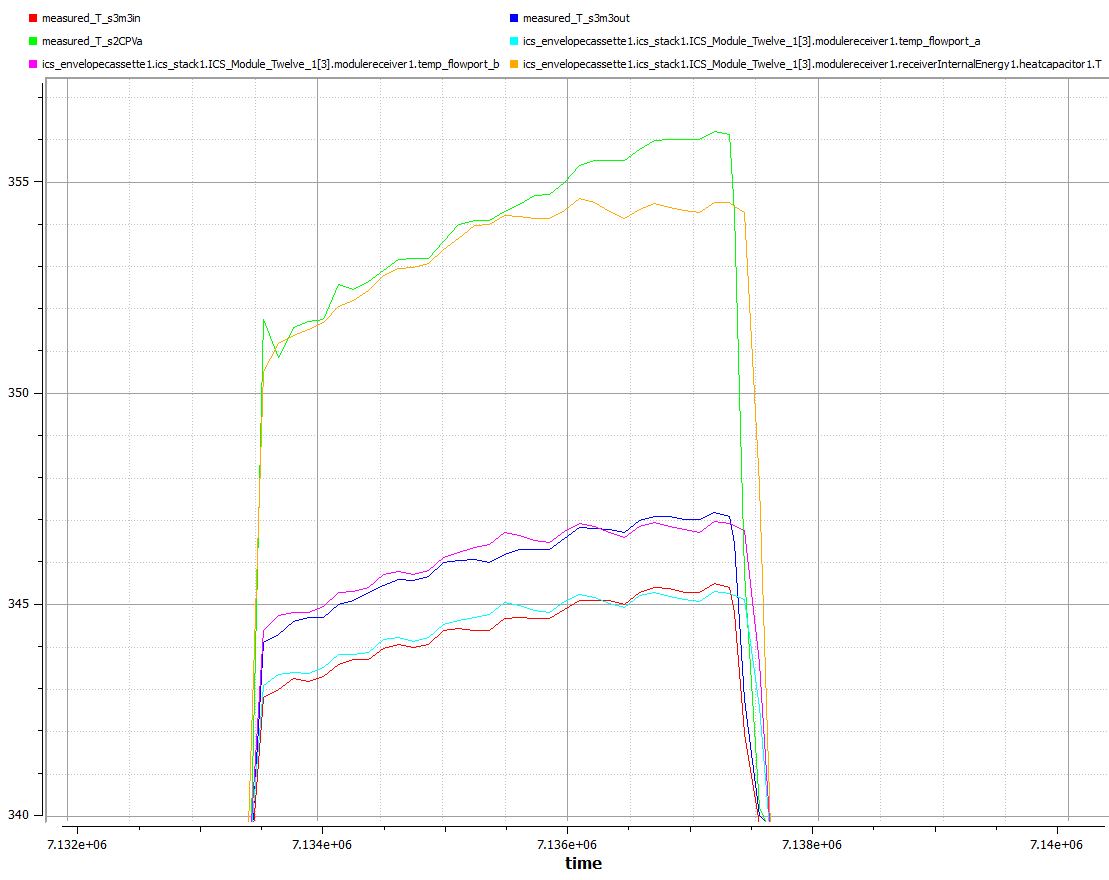 measured_T_s3m3in measured_T_s3m3out
measured_T_s2CPVa ics_envelopecassette1.ics_stack1.ICS_Module_Twelve_1[3].modulereceiver1.temp_flowport_a
ics_envelopecassette1.ics_stack1.ICS_Module_Twelve_1[3].modulereceiver1.temp_flowport_b ics_envelopecassette1.ics_stack1.ICS_Module_Twelve_1[3].modulereceiver1.receiverInternalEnergy1.heatcapacitor1.T
355
350
345
340
7.132e+06 7.134e+06 7.136e+06 7.138e+06 7.14e+06
time